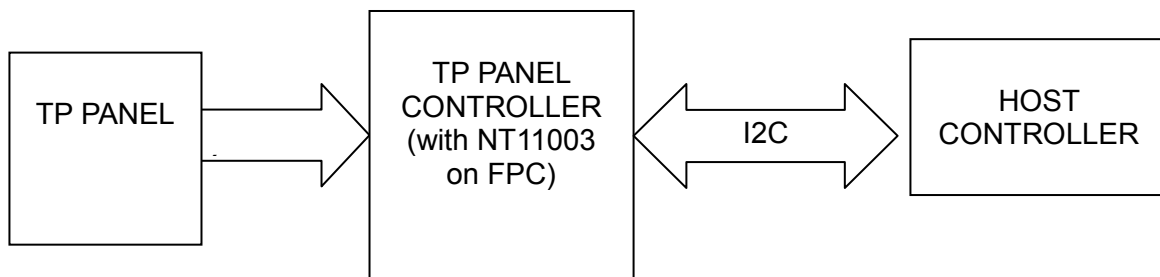 TP PANEL
TP PANEL
CONTROLLER
(with NT11003
on FPC)
I2C
HOST
CONTROLLER